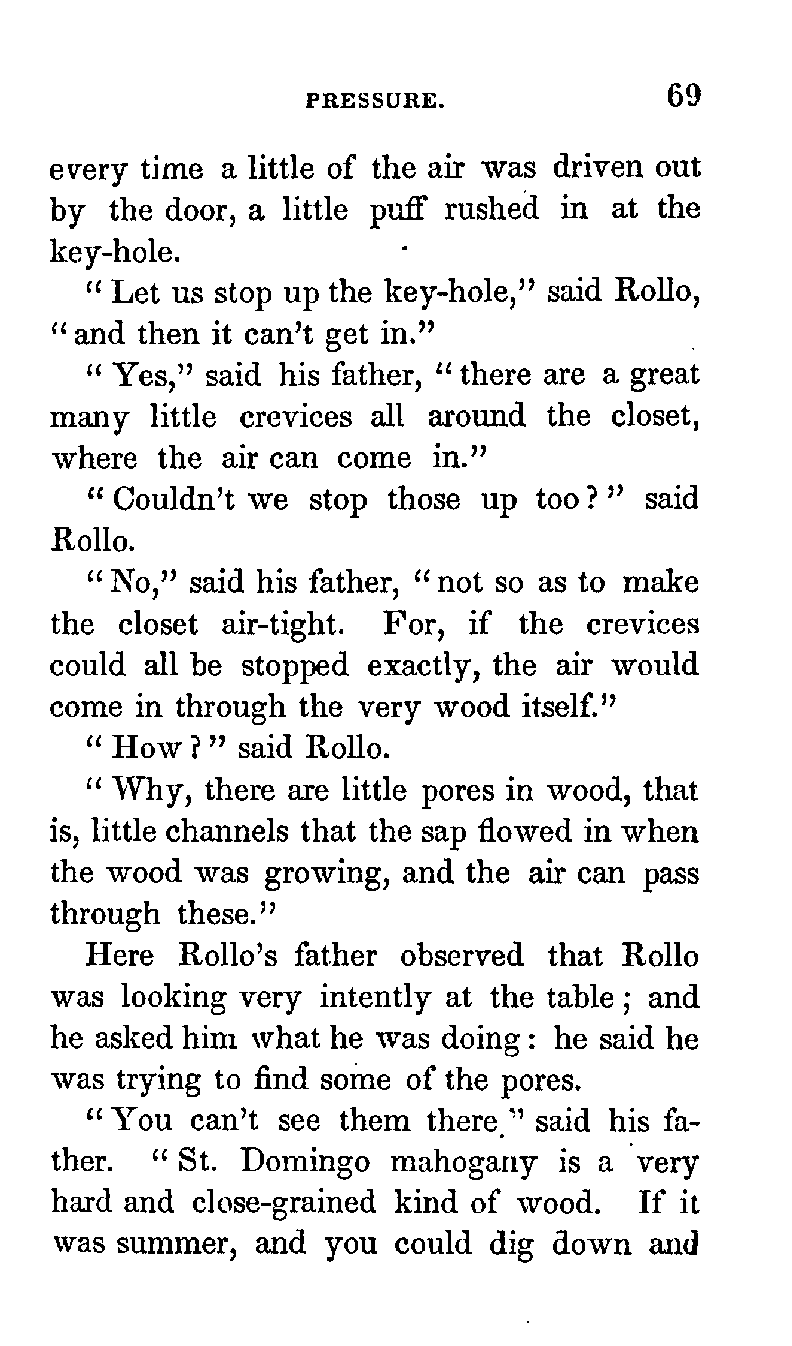 PRESSURE. 69
every time a little of the air was driven out
by the door, a little puff rushed in at the
key-hole.
“ Let us stop up the key-hole,” said Rollo,
“ and then it can’t get in.”
“ Yes,” said his father, “ there are a great
many little crevices all around the closet,
where the air can come in.”
“ Couldn’t we stop those up too ? ” said
Rollo.
“ No,” said his father, “ not so as to make
the closet air-tight. For, if the crevices
could all be stopped exactly, the air would
come in through the very wood itself.”
“ How ? ” said Rollo.
“ Why, there are little pores in wood, that
is, little channels that the sap flowed in when
the wood was growing, and the air can pass
through these.”
Here Rollo’s father observed that Rollo
was looking very intently at the table ; and
he asked him what he was doing : he said he
was trying to find some of the pores.
“ You can’t see them there.” said his fa-
ther. “ St. Domingo mahogany is a very
hard and close-grained kind of wood. If it
was summer, and you could dig down and